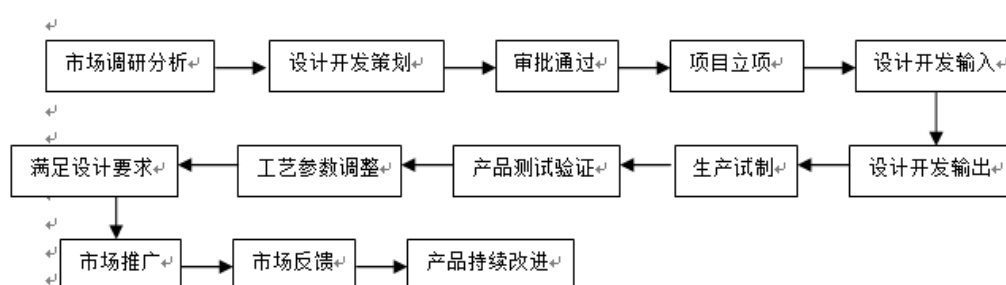 市场调研分析
设计开发策划
审批通过
项目立项
设计开发输入
设计开发输出
生产试制
产品测试验证
工艺参数调整
满足设计要求
市场推广
市场反馈
产品持续改进